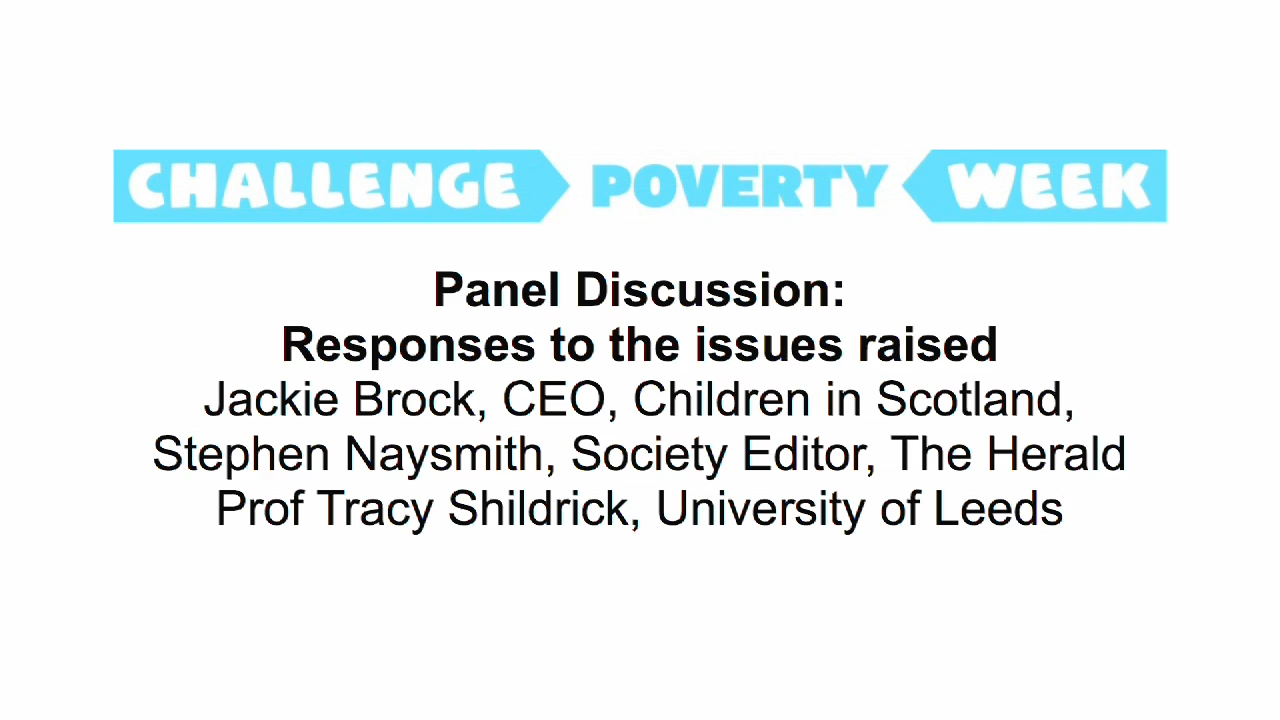 CHALLENGE POVERTY WEEK
Panel Discussion:
Responses to the issues raised
Jackie Brock, CEO, Children in Scotland,
Stephen Naysmith, Society Editor, The Herald
Prof Tracy Shildrick, University of Leeds